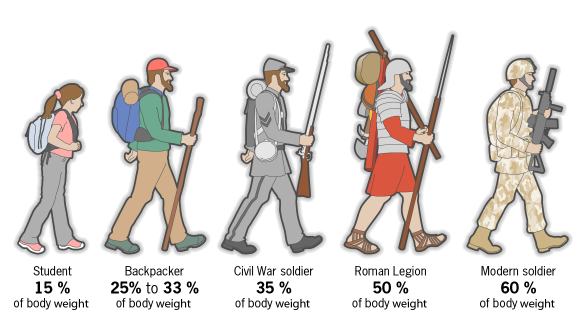 Student
15 %
of body weight
Backpacker
25% to 33 %
of body weight
Civil War soldier
35 %
of body weight
Roman Legion
50 %
of body weight
Modern soldier
60 %
of body weight